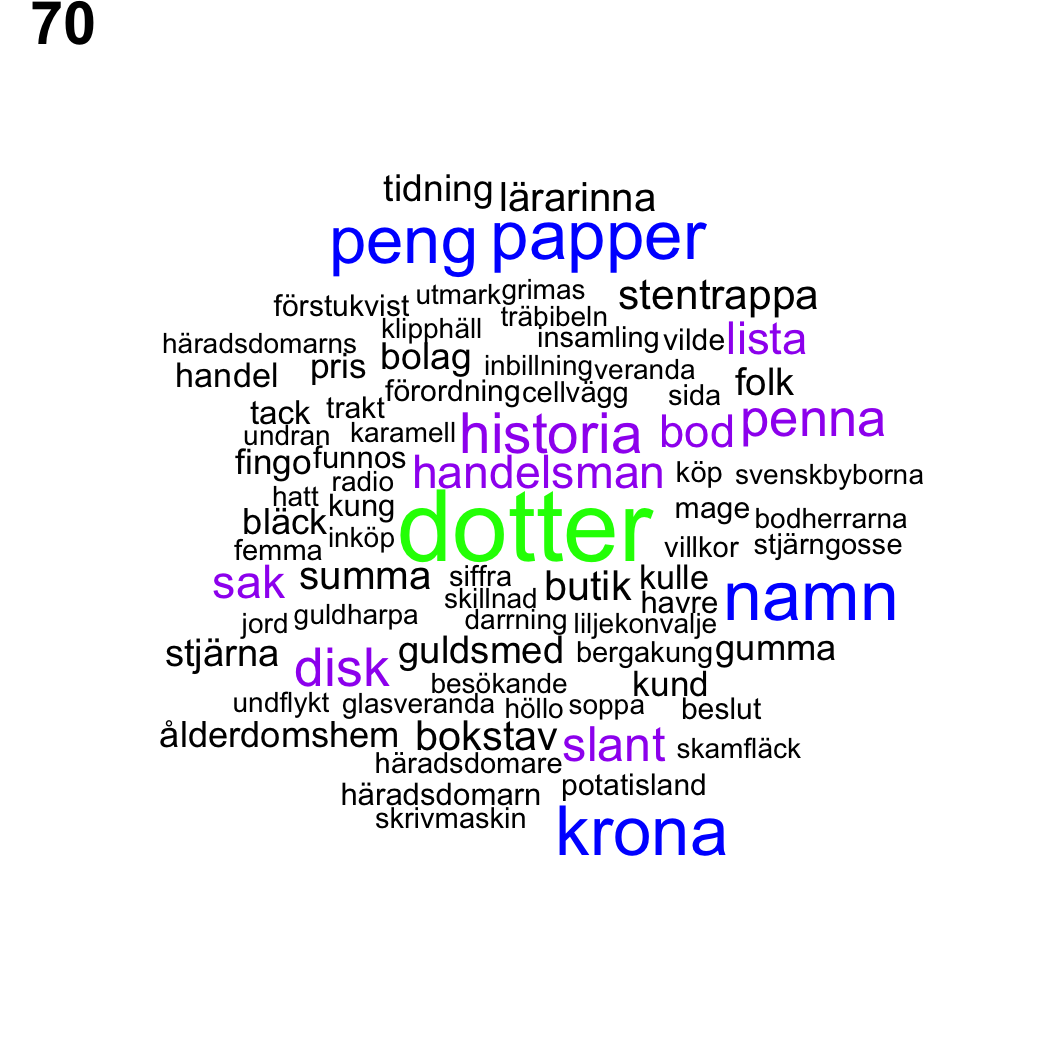 70
tidning lärarinna
peng papper
förstukvist utmark grimas stentrappa
klipphäll träbibeln
häradsdomarns insamling vilde lista
handel pris bolag inbillning veranda
förordning cellvägg sida folk
tack trakt
undran karamell historia bod penna
fingo funnos handelsman köp svenskbyborna
radio
hatt kung dotter mage bodherrarna
bläck
femma inköp villkor stjärngosse
sak summa siffra butik kulle namn
skillnad havre
jord guldharpa darrning liljekonvalje
stjärna disk guldsmed bergakung gumma
besökande kund
undflykt glasveranda höllo soppa beslut
ålderdomshem bokstav slant skamfläck
häradsdomare
häradsdomarn potatisland
skrivmaskin krona